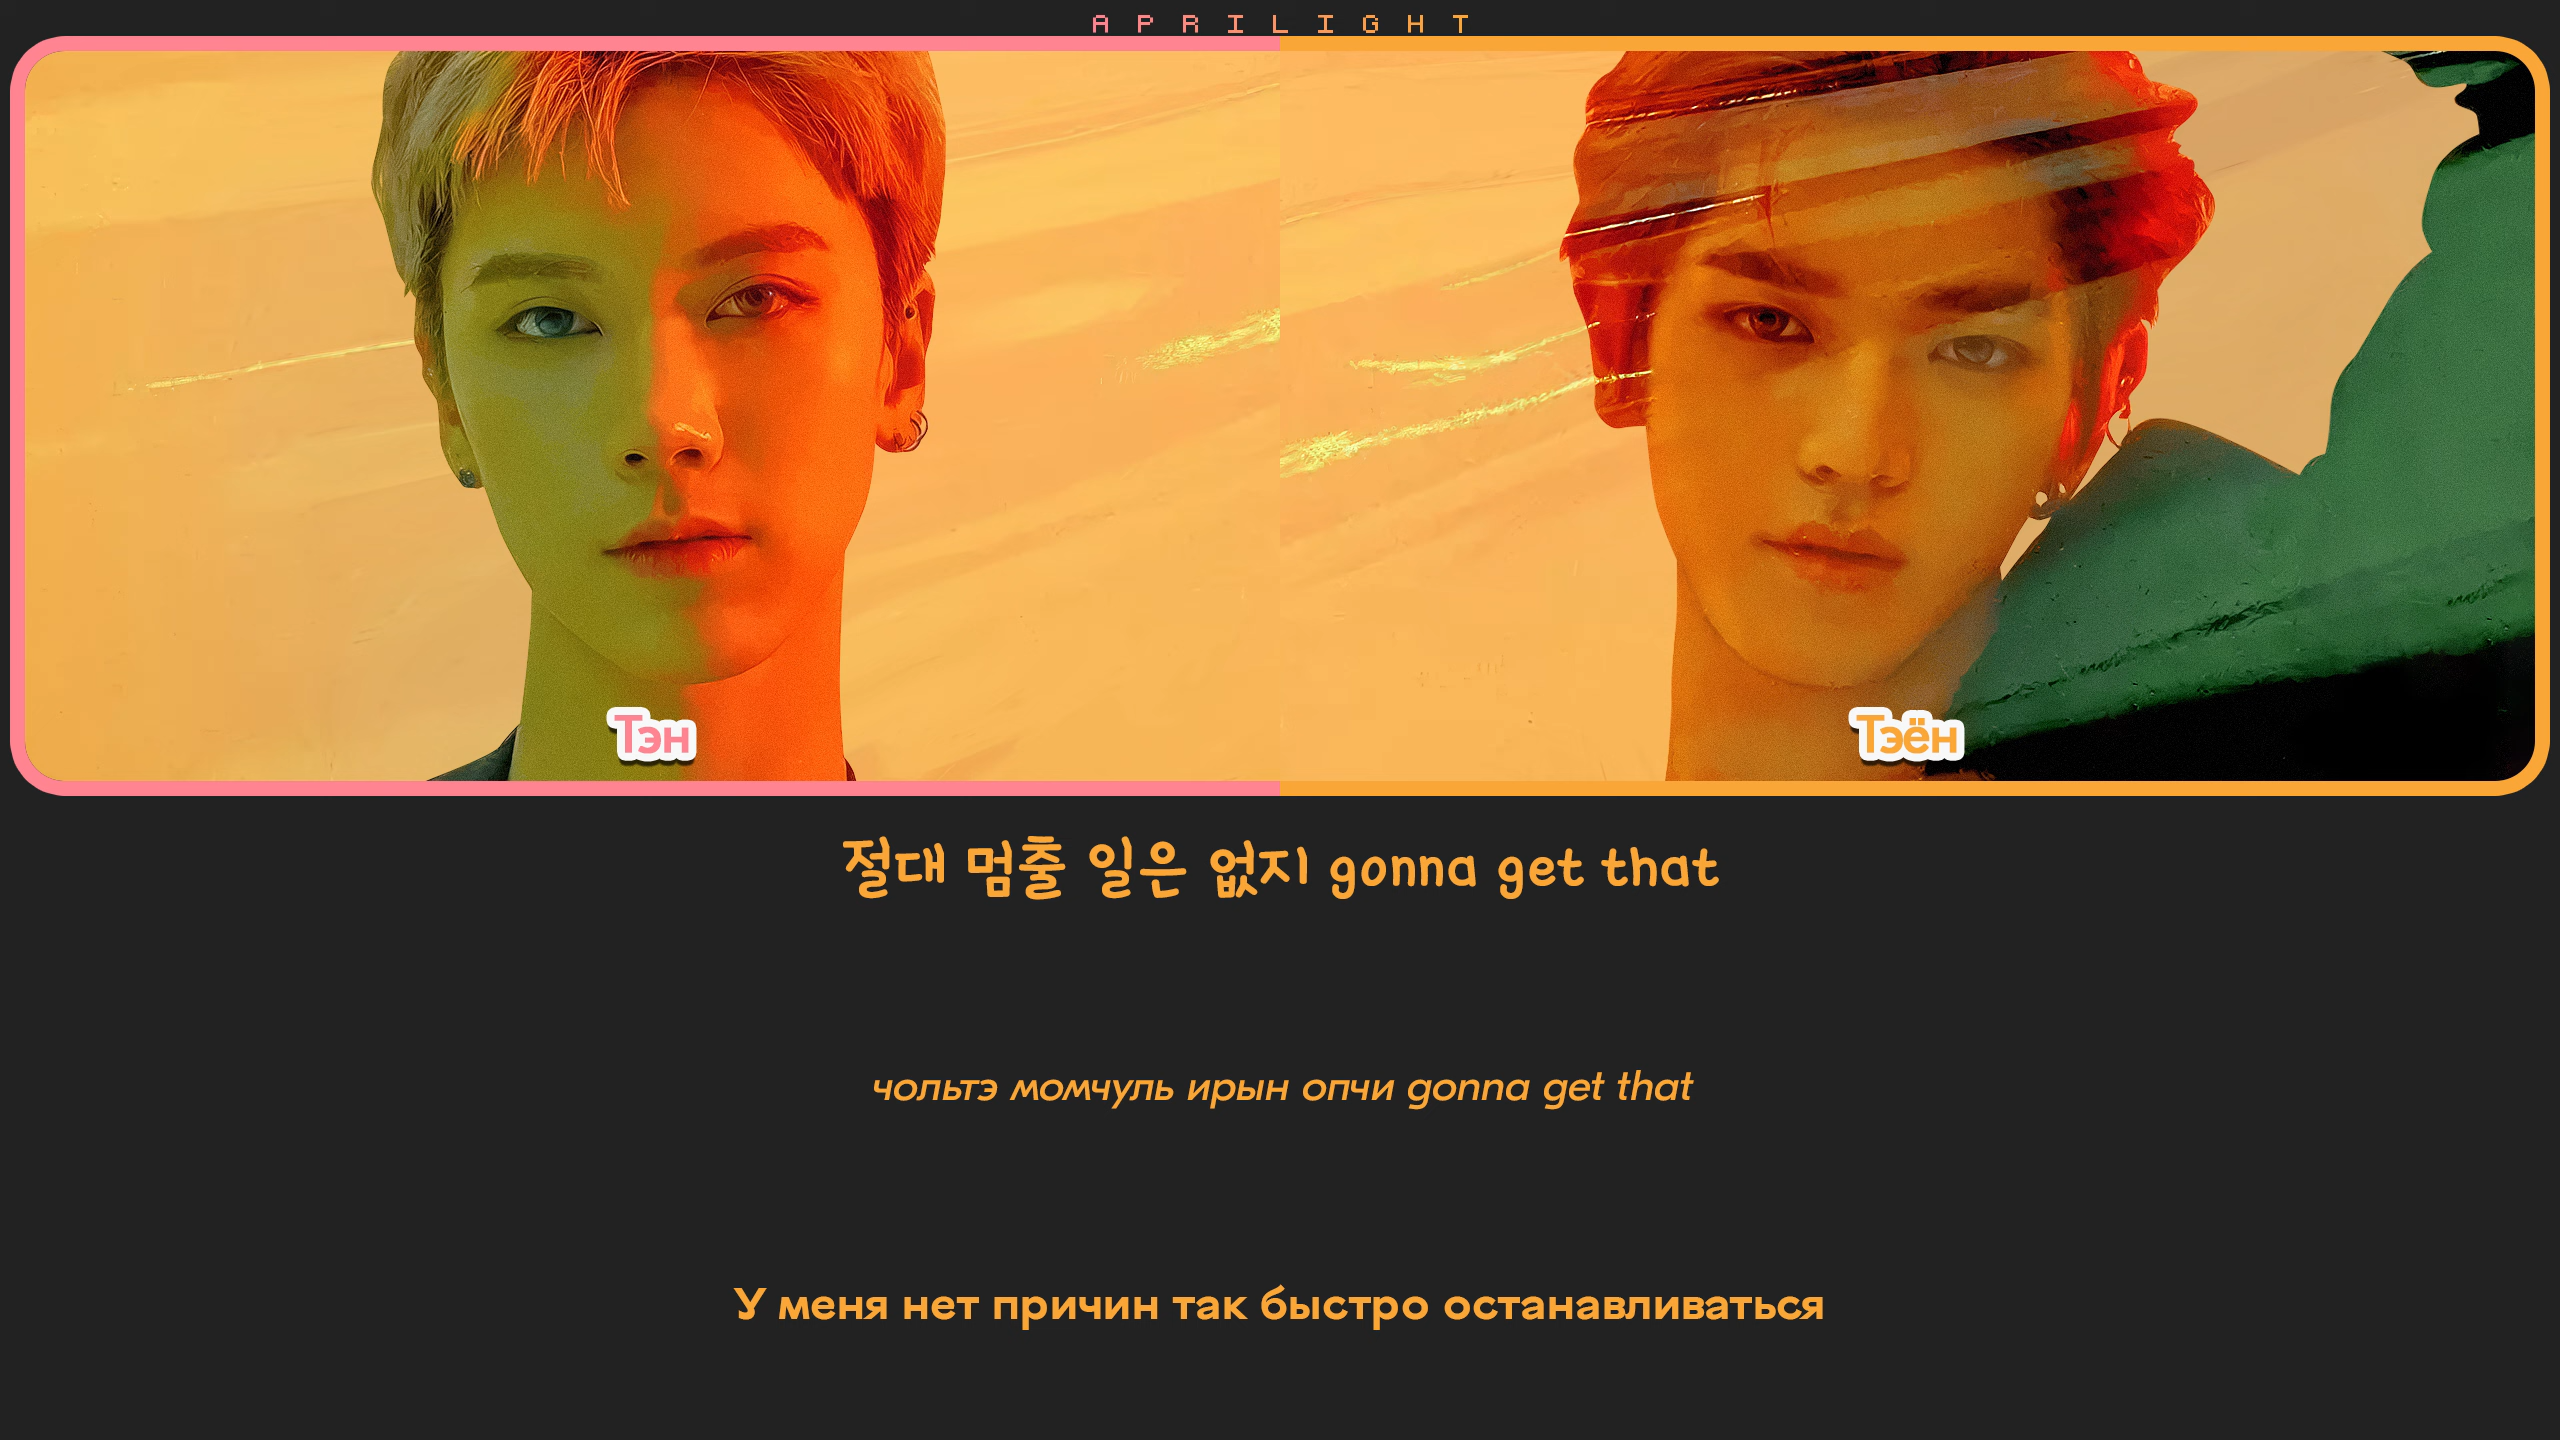 APRILIGHT
Тэн
Тэён
절대 멈출 일은 없지 gonna get that
чольтэ момчуль ирын опчи gonna get that
У меня нет причин так быстро останавливаться